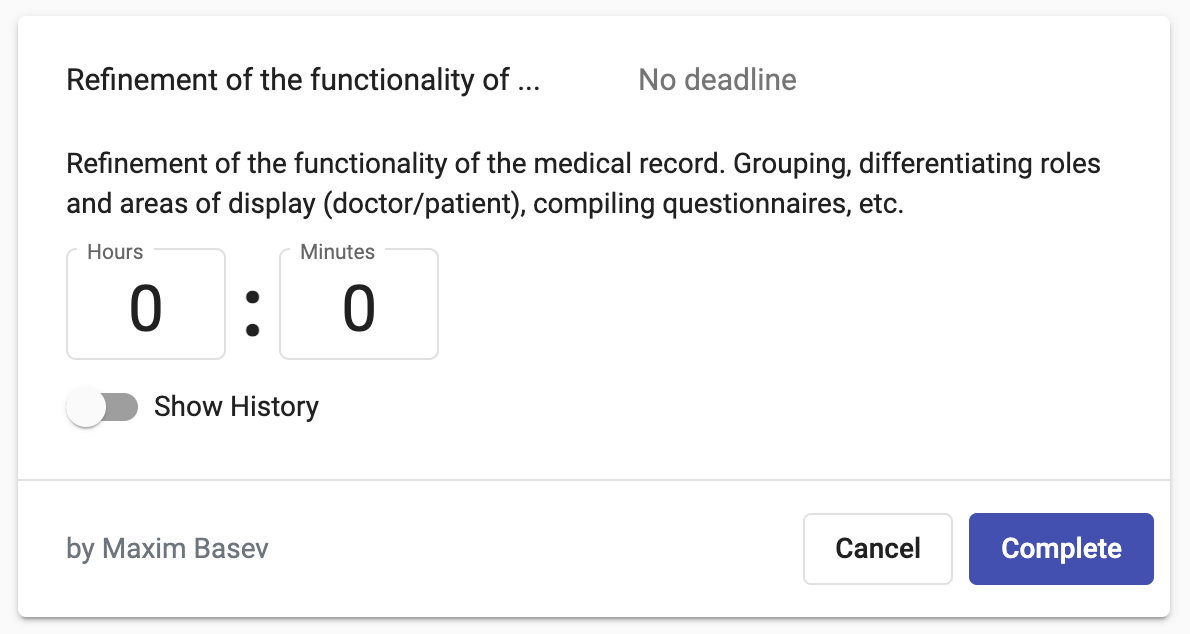 Refinement of the functionality of ... No deadline
Refinement of the functionality of the medical record. Grouping, differentiating roles
and areas of display (doctor/patient), compiling questionnaires, etc.
Hours Minutes
0 : 0
Show History
by Maxim Basev Cancel Complete